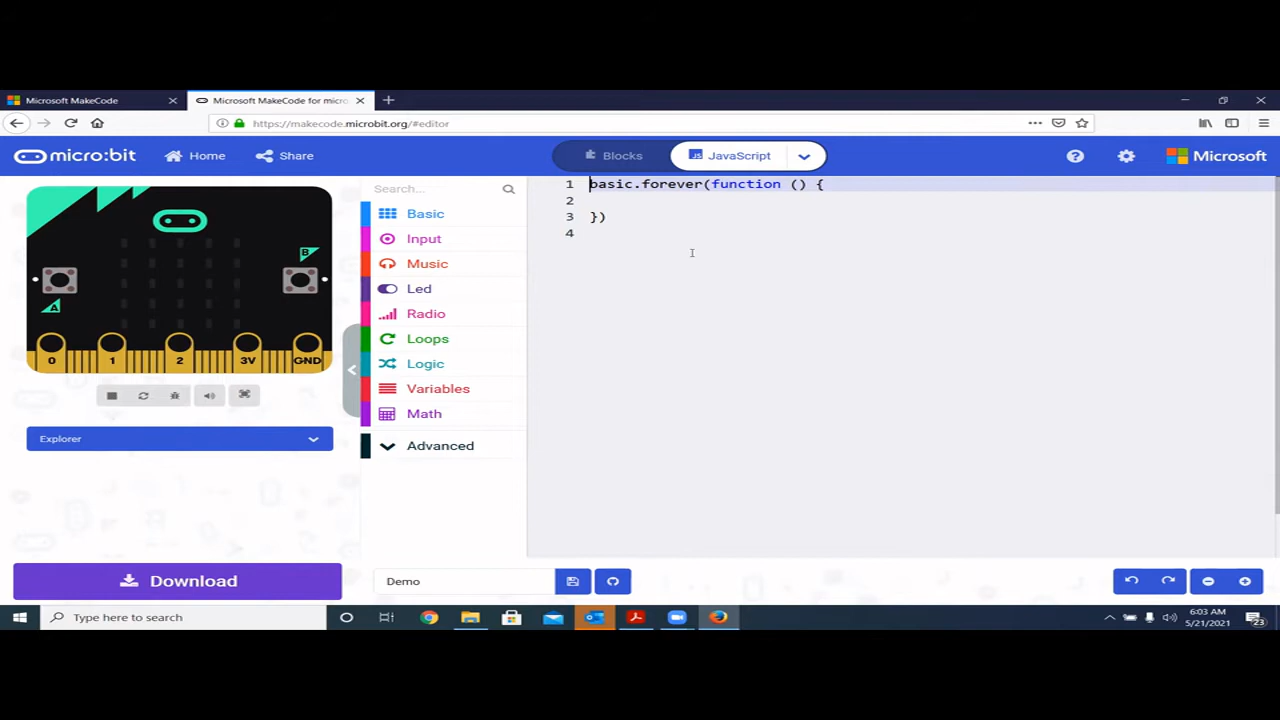 Microsoft MakeCode
Microsoft MakeCode for micro
https://makecode.microbit.org/#editor
micro:bit
Home
Share
Blocks
JS JavaScript
Microsoft
Search...
Basic
Input
Music
Led
Radio
Loops
Logic
Variables
Math
Advanced
1 basic.forever(function () {
2
3 })
4
B
A
0 1 2 3V GND
Explorer
Download
Demo
Type here to search
6:03 AM
5/21/2021
23